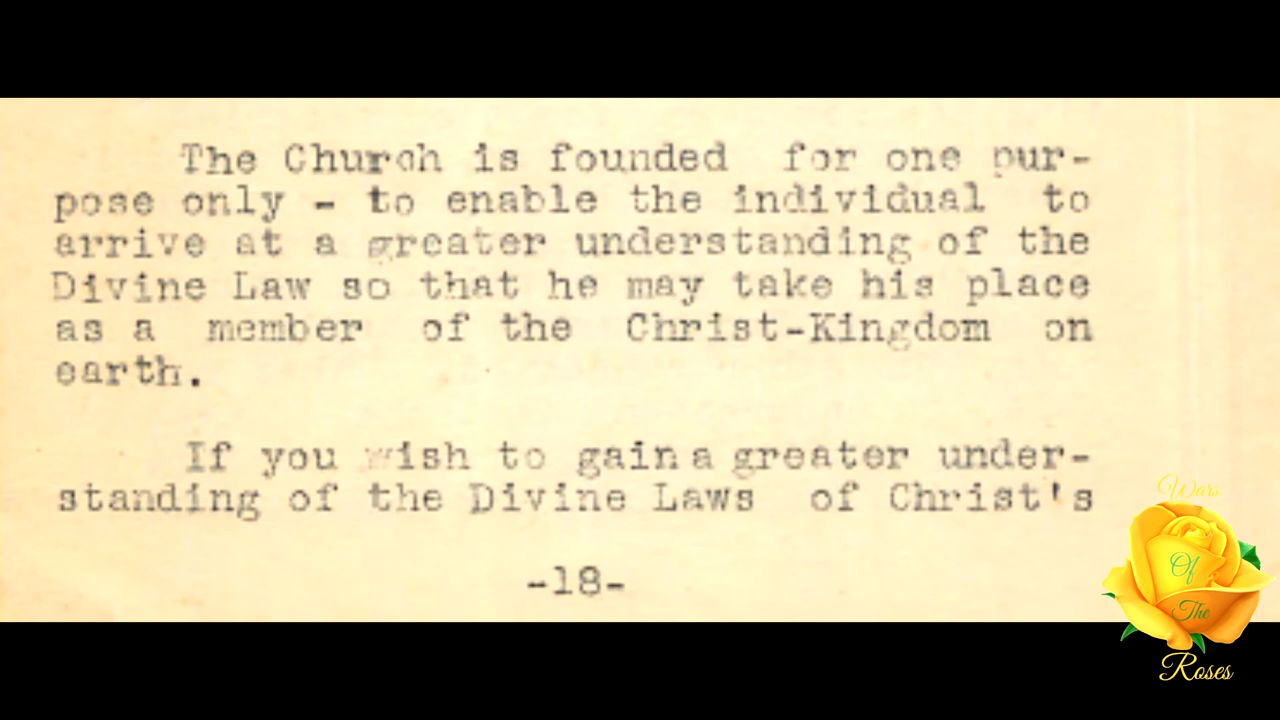 The Church is founded for one pur-
pose only - to enable the individual to
arrive at a greater understanding of the
Divine Law so that he may take his place
as a member of the Christ-Kingdom on
earth.
If you wish to gain a greater under-
standing of the Divine Laws of Christ's
-18-
Wars
Of
The
Roses